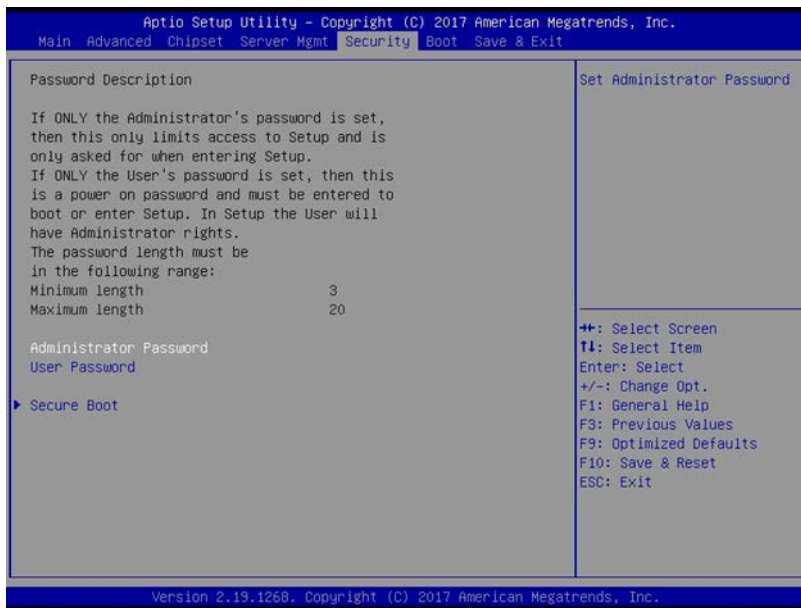 Aptio Setup Utility – Copyright (C) 2017 American Megatrends, Inc.
Main Advanced Chipset Server Mgmt Security Boot Save & Exit
Password Description
If ONLY the Administrator's password is set,
then this only limits access to Setup and is
only asked for when entering Setup.
If ONLY the User's password is set, then this
is a power on password and must be entered to
boot or enter Setup. In Setup the User will
have Administrator rights.
The password length must be
in the following range:
Minimum length 3
Maximum length 20
Administrator Password
User Password
Secure Boot
Set Administrator Password
→←: Select Screen
↑↓: Select Item
Enter: Select
+/-: Change Opt.
F1: General Help
F3: Previous Values
F9: Optimized Defaults
F10: Save & Reset
ESC: Exit
Version 2.19.1268. Copyright (C) 2017 American Megatrends, Inc.